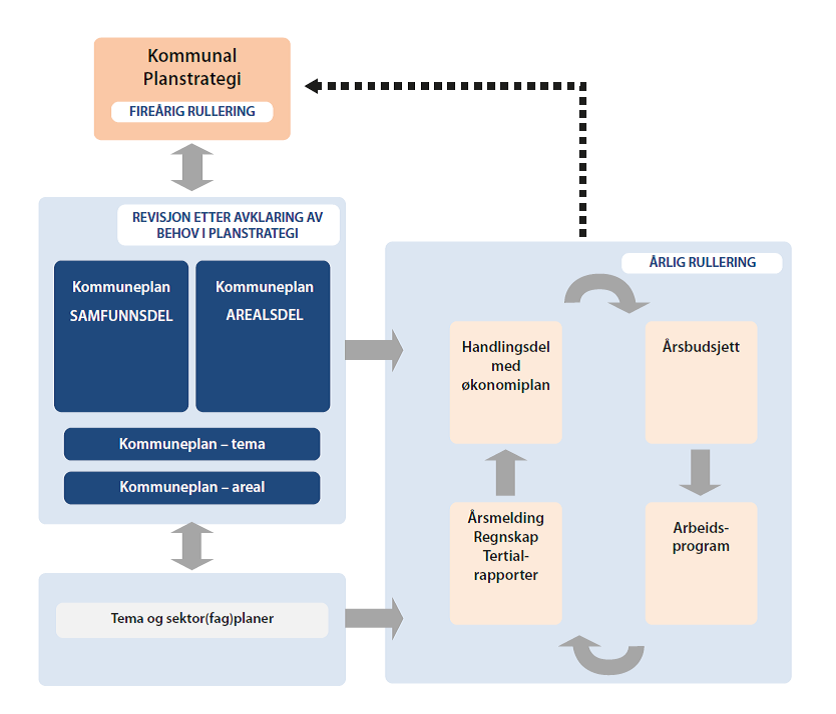 Kommunal
Planstrategi
FIREÅRIG RULLERING
REVISJON ETTER AVKLARING AV
BEHOV I PLANSTRATEGI
Kommuneplan
SAMFUNNSDEL
Kommuneplan
AREALSDEL
Kommuneplan – tema
Kommuneplan – areal
Tema og sektor(fag)planer
ÅRLIG RULLERING
Handlingsdel
med
økonomiplan
Årsbudsjett
Årsmelding
Regnskap
Tertial-
rapporter
Arbeids-
program